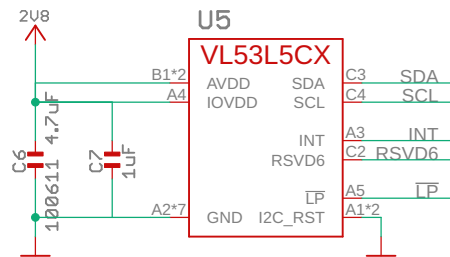 2V8
U5
VL53L5CX
B1*2 AVDD SDA C3 SDA
A4 IOVDD SCL C4 SCL
INT A3 INT
RSVD6 C2 RSVD6
LP A5 LP
A2*7 GND I2C_RST A1*2
C6
4.7uF
100611
C7
1uF